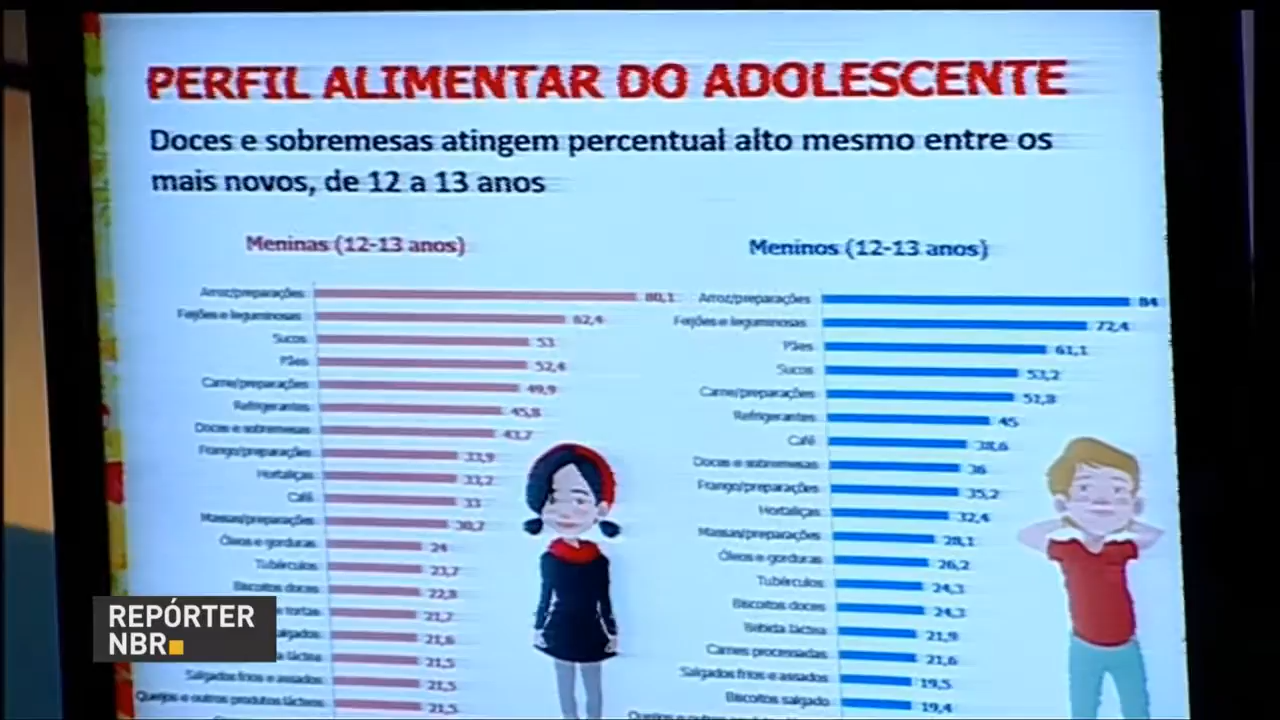 PERFIL ALIMENTAR DO ADOLESCENTE
Doces e sobremesas atingem percentual alto mesmo entre os
mais novos, de 12 a 13 anos
Meninas (12-13 anos)
Arroz/preparações 80,1
Feijões e leguminosas 62,4
Sucos 53
Pães 52,4
Carne/preparações 49,9
Refrigerantes 45,8
Doces e sobremesas 43,7
Frango/preparações 33,9
Hortaliças 33,2
Café 33
Massas/preparações 30,7
Óleos e gorduras 24
Tubérculos 23,7
Biscoitos doces 22,8
e tortas 21,7
salgados 21,6
láctea 21,5
Salgados fritos e assados 21,5
Queijos e outros produtos lácteos 21,5
Meninos (12-13 anos)
Arroz/preparações 84
Feijões e leguminosas 72,4
Pães 61,1
Sucos 53,2
Carne/preparações 51,8
Refrigerantes 45
Café 38,6
Doces e sobremesas 36
Frango/preparações 35,2
Hortaliças 32,4
Massas/preparações 28,1
Óleos e gorduras 26,2
Tubérculos 24,3
Biscoitos doces 24,3
Bebida láctea 21,9
Carnes processadas 21,6
Salgados fritos e assados 19,5
Biscoitos salgado 19,4
Queijos e outros
REPÓRTER
NBR